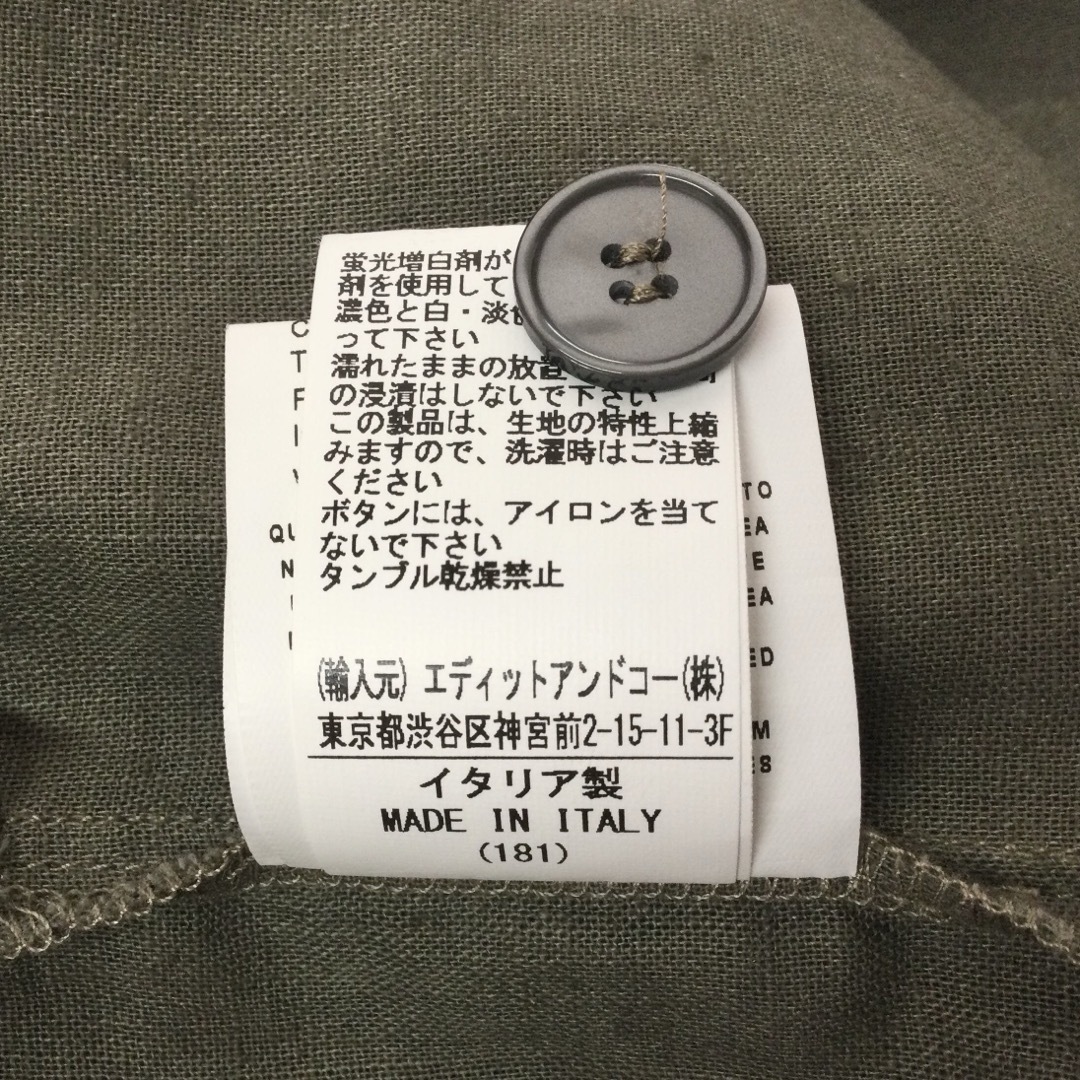 蛍光増白剤が
剤を使用して
濃色と白・淡色
って下さい
濡れたままの放置
の浸漬はしないで下さい
この製品は、生地の特性上縮
みますので、洗濯時はご注意
ください
ボタンには、アイロンを当て
ないで下さい
タンブル乾燥禁止
(輸入元) エディットアンドコー(株)
東京都渋谷区神宮前2-15-11-3F
イタリア製
MADE IN ITALY
(181)
TO